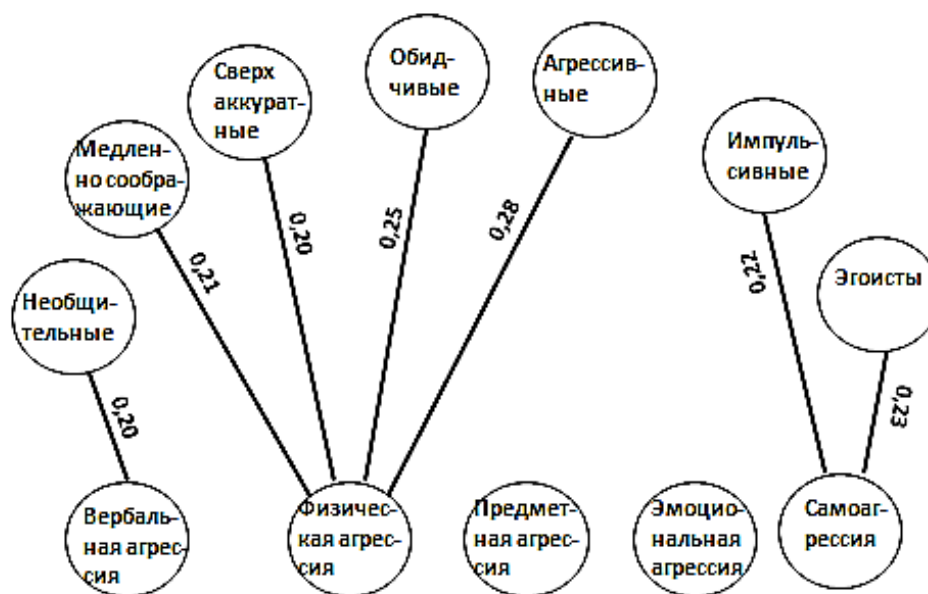 Обид-
чивые
Агрессив-
ные
Сверх
аккурат-
ные
Медлен-
но сообра-
жающие
Импуль-
сивные
Необщи-
тельные
Эгоисты
0,21
0,20
0,25
0,28
0,22
0,20
0,23
Вербаль-
ная агрес-
сия
Физичес-
кая агрес-
сия
Предмет-
ная агрес-
сия
Эмоцио-
нальная
агрессия
Самоаг-
рессия